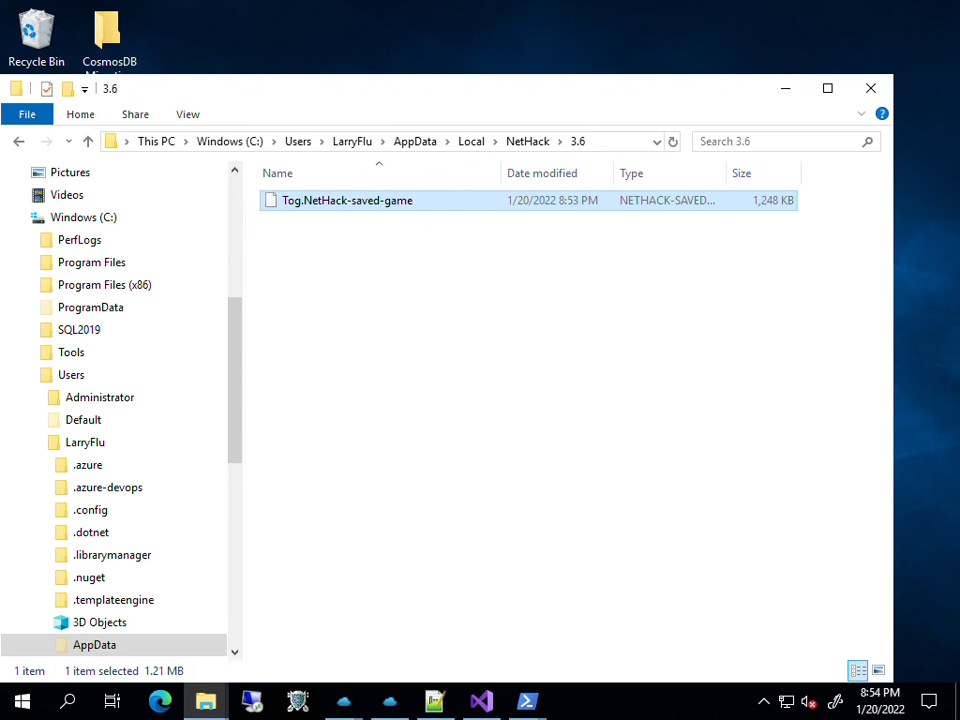 Recycle Bin
CosmosDB
3.6
File
Home
Share
View
This PC
Windows (C:)
Users
LarryFlu
AppData
Local
NetHack
3.6
Search 3.6
Name
Date modified
Type
Size
Tog.NetHack-saved-game
1/20/2022 8:53 PM
NETHACK-SAVED...
1,248 KB
Pictures
Videos
Windows (C:)
PerfLogs
Program Files
Program Files (x86)
ProgramData
SQL2019
Tools
Users
Administrator
Default
LarryFlu
.azure
.azure-devops
.config
.dotnet
.librarymanager
.nuget
.templateengine
3D Objects
AppData
1 item
1 item selected 1.21 MB
8:54 PM
1/20/2022